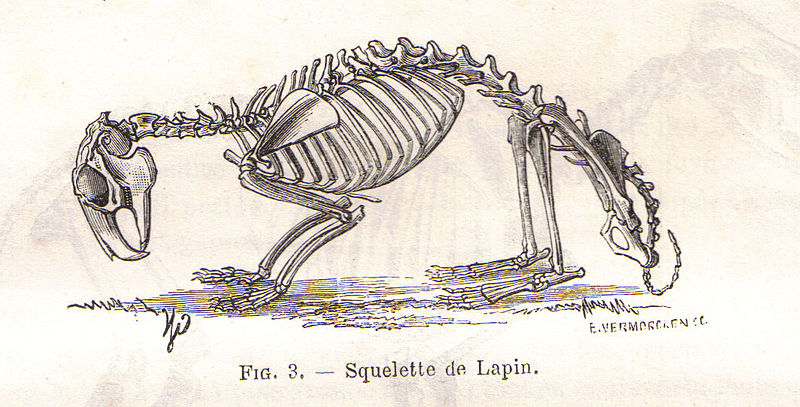 E. VERMORCKEN SC.
FIG. 3. — Squelette de Lapin.